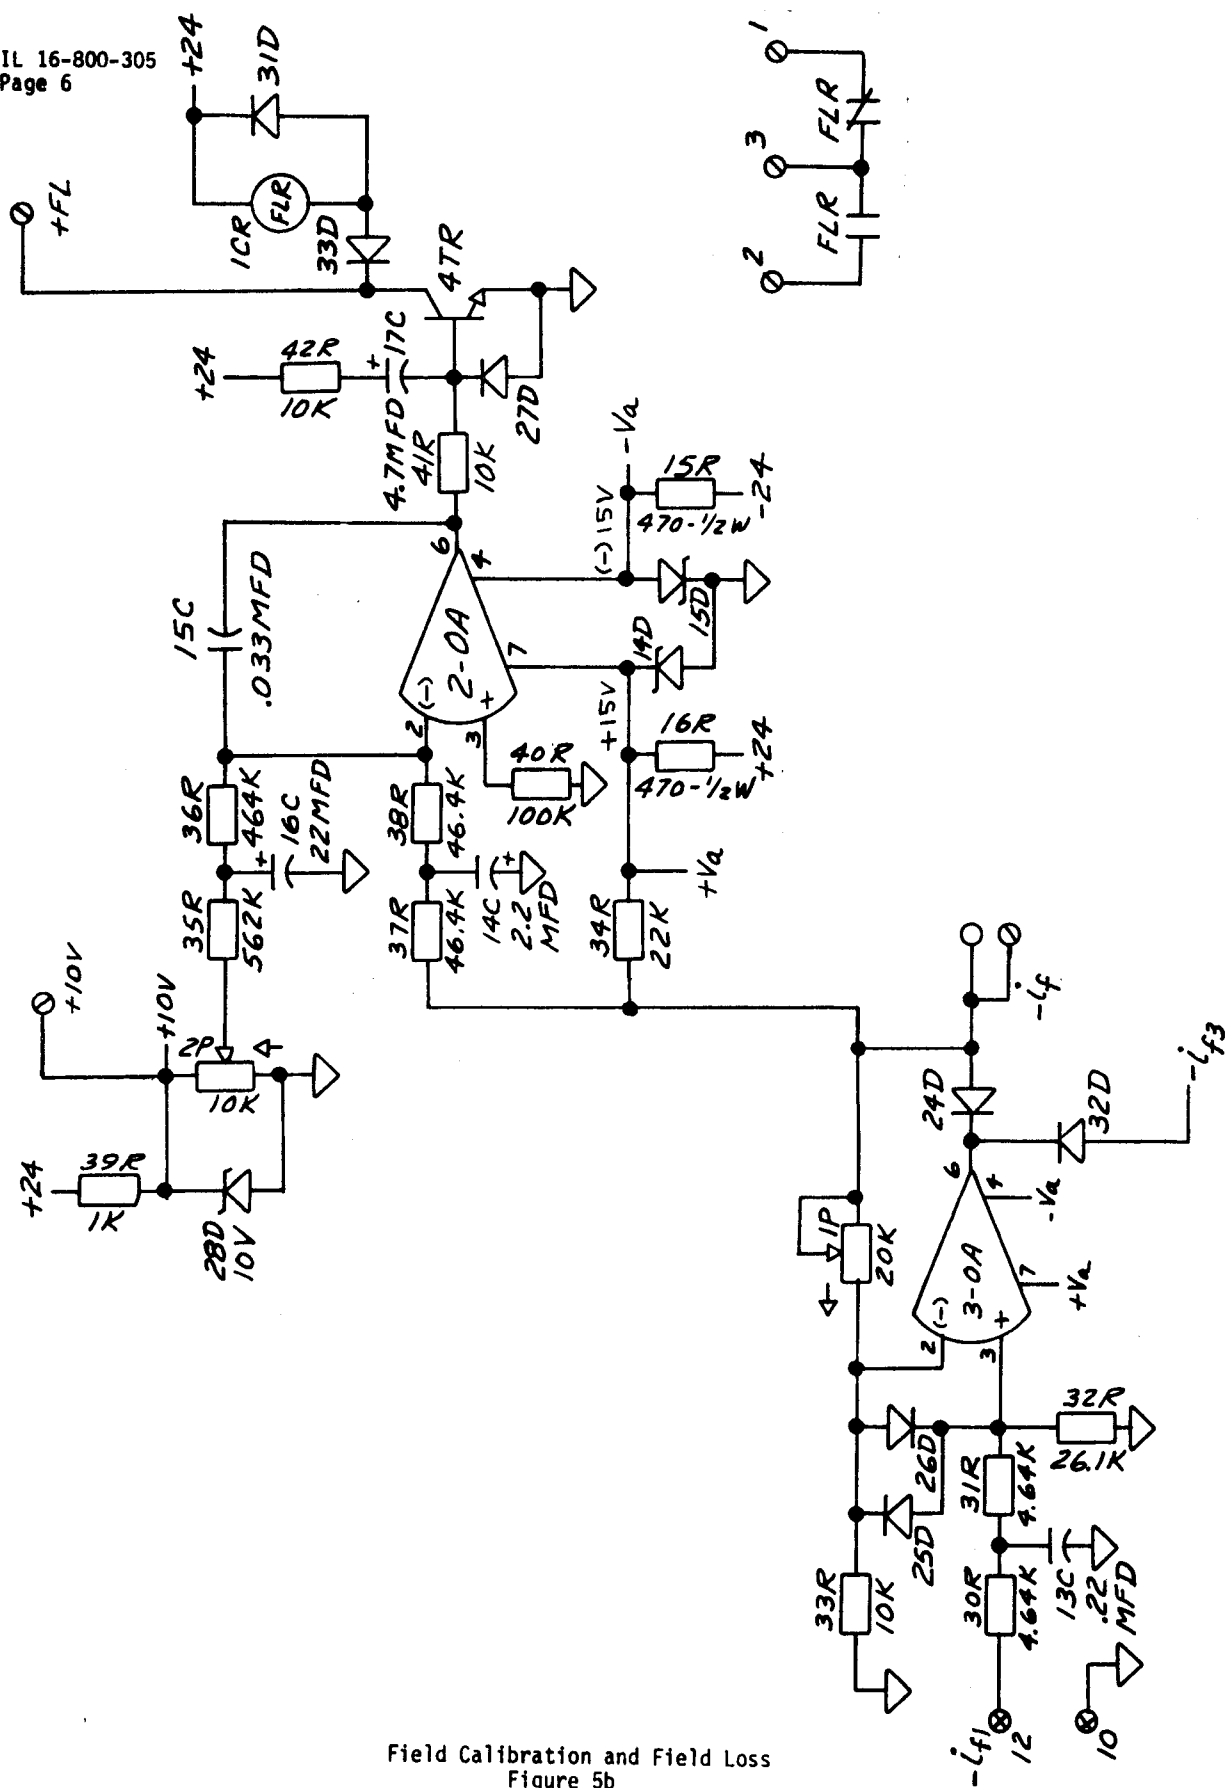 IL 16-800-305
Page 6
+24
31D
1CR
FLR
33D
+FL
4TR
+24
42R
10K
+
17C
4.7MFD
41R
10K
27D
1
3
2
FLR
FLR
15C
.033MFD
6
4
7
2-0A
(-)
+
2
3
(-)15V
-Va
15R
470-1/2W
-24
15D
14D
+15V
16R
470-1/2W
+24
40R
100K
36R
464K
+
16C
22MFD
38R
46.4K
35R
562K
37R
46.4K
14C
+
2.2
MFD
34R
22K
+Va
+10V
+10V
2P
10K
+24
39R
1K
28D
10V
-if
24D
32D
-if3
6
4
-Va
7
+Va
3-0A
(-)
+
2
3
1P
20K
26D
25D
32R
26.1K
31R
4.64K
33R
10K
30R
4.64K
13C
.22
MFD
-if1
12
10
Field Calibration and Field Loss
Figure 5b